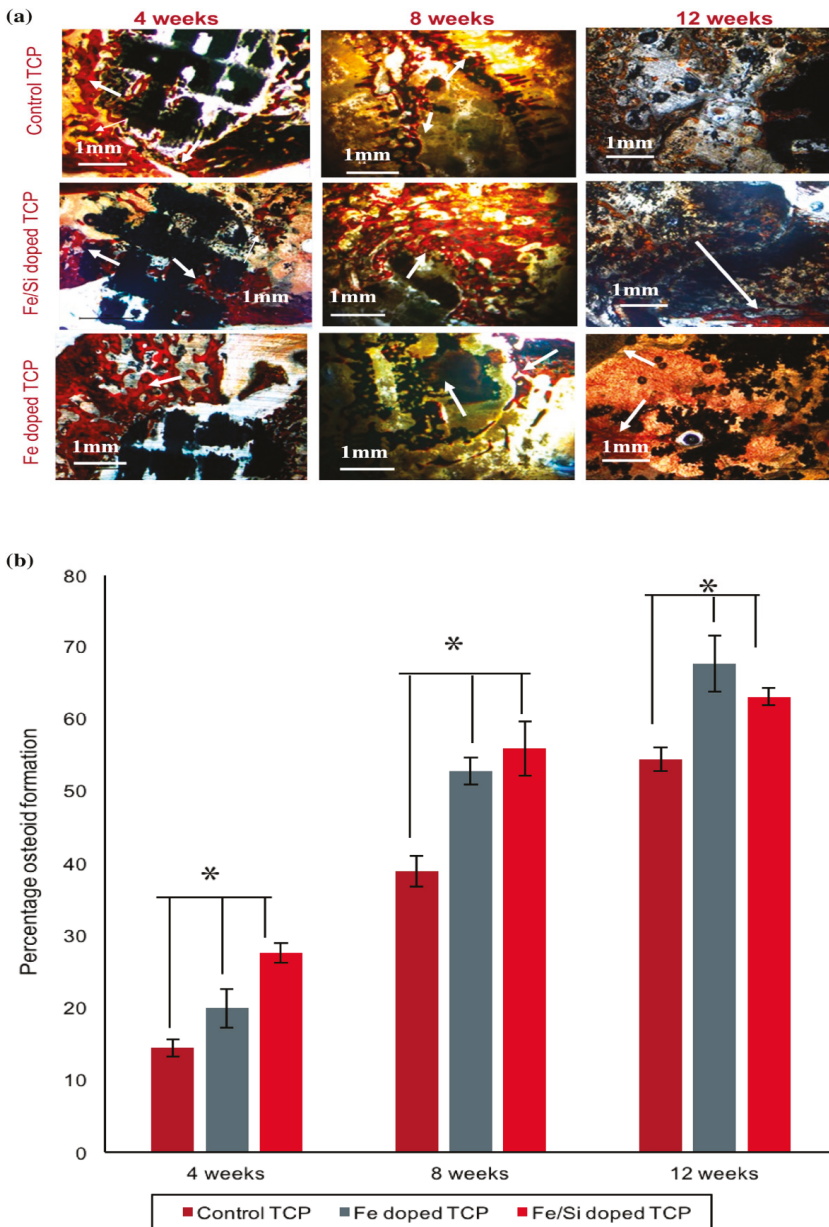 (a)
4 weeks 8 weeks 12 weeks
Control TCP
1mm 1mm 1mm
Fe/Si doped TCP
1mm 1mm 1mm
Fe doped TCP
1mm 1mm 1mm
(b)
Percentage osteoid formation
80
70
60
50
40
30
20
10
0
*
*
*
4 weeks 8 weeks 12 weeks
Control TCP Fe doped TCP Fe/Si doped TCP